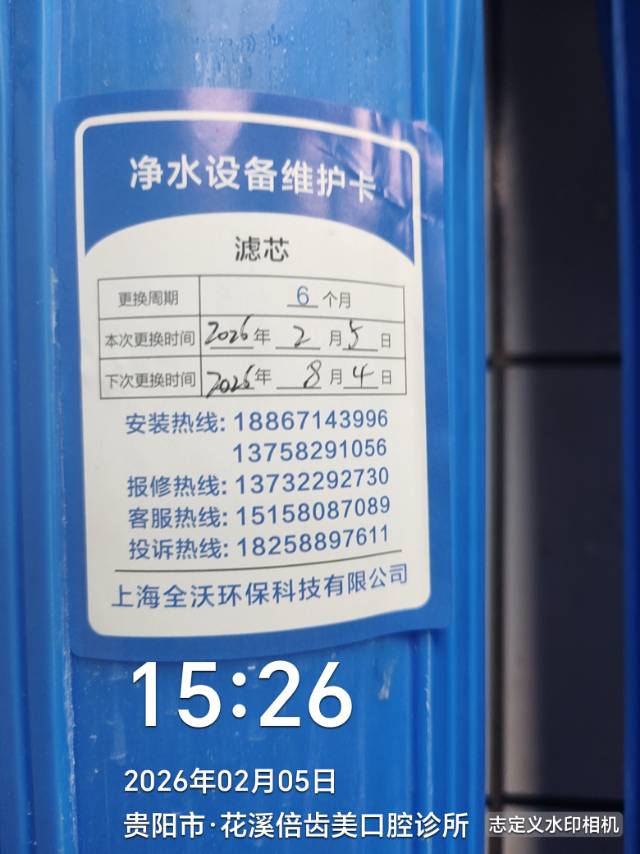 净水设备维护卡
滤芯
更换周期 6 个月
本次更换时间 2026年 2 月 5 日
下次更换时间 2026年 8 月 4 日
安装热线: 18867143996
13758291056
报修热线: 13732292730
客服热线: 15158087089
投诉热线: 18258897611
上海全沃环保科技有限公司
15:26
2026年02月05日
贵阳市·花溪倍齿美口腔诊所 志定义水印相机